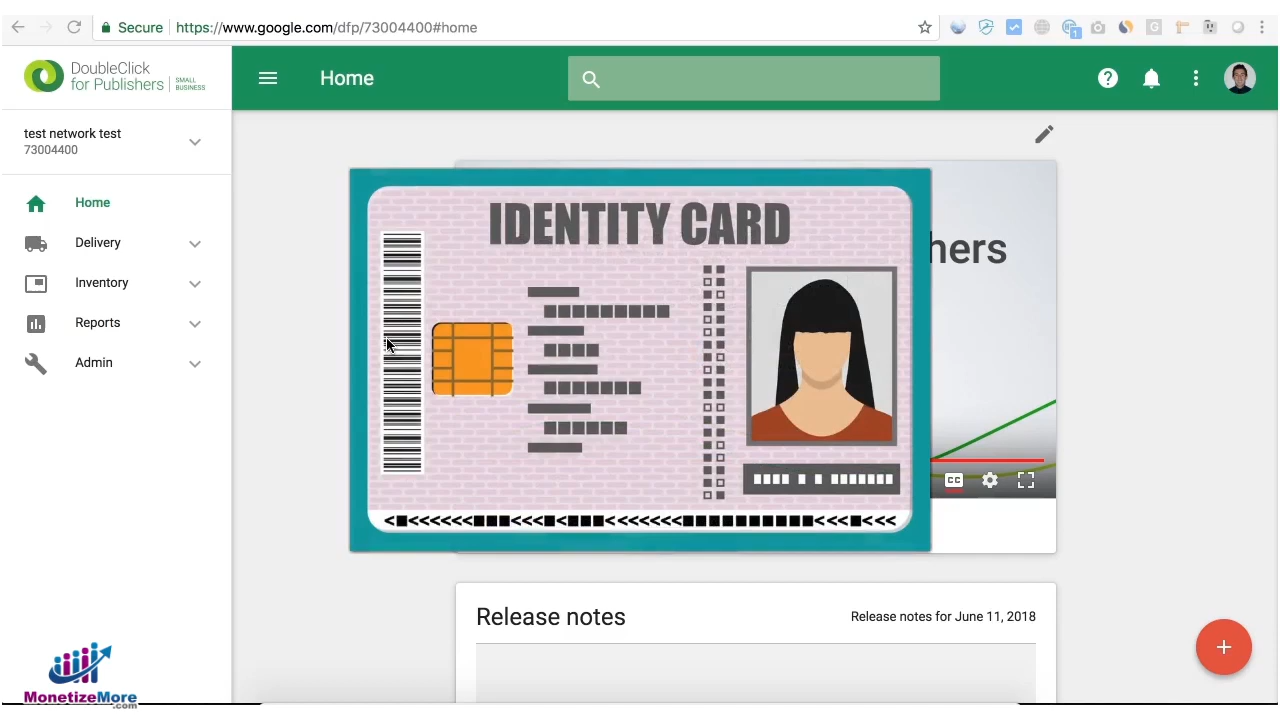 Secure https://www.google.com/dfp/73004400#home
DoubleClick
for Publishers
SMALL
BUSINESS
Home
test network test
73004400
Home
Delivery
Inventory
Reports
Admin
IDENTITY CARD
hers
CC
Release notes
Release notes for June 11, 2018
MonetizeMore
.com